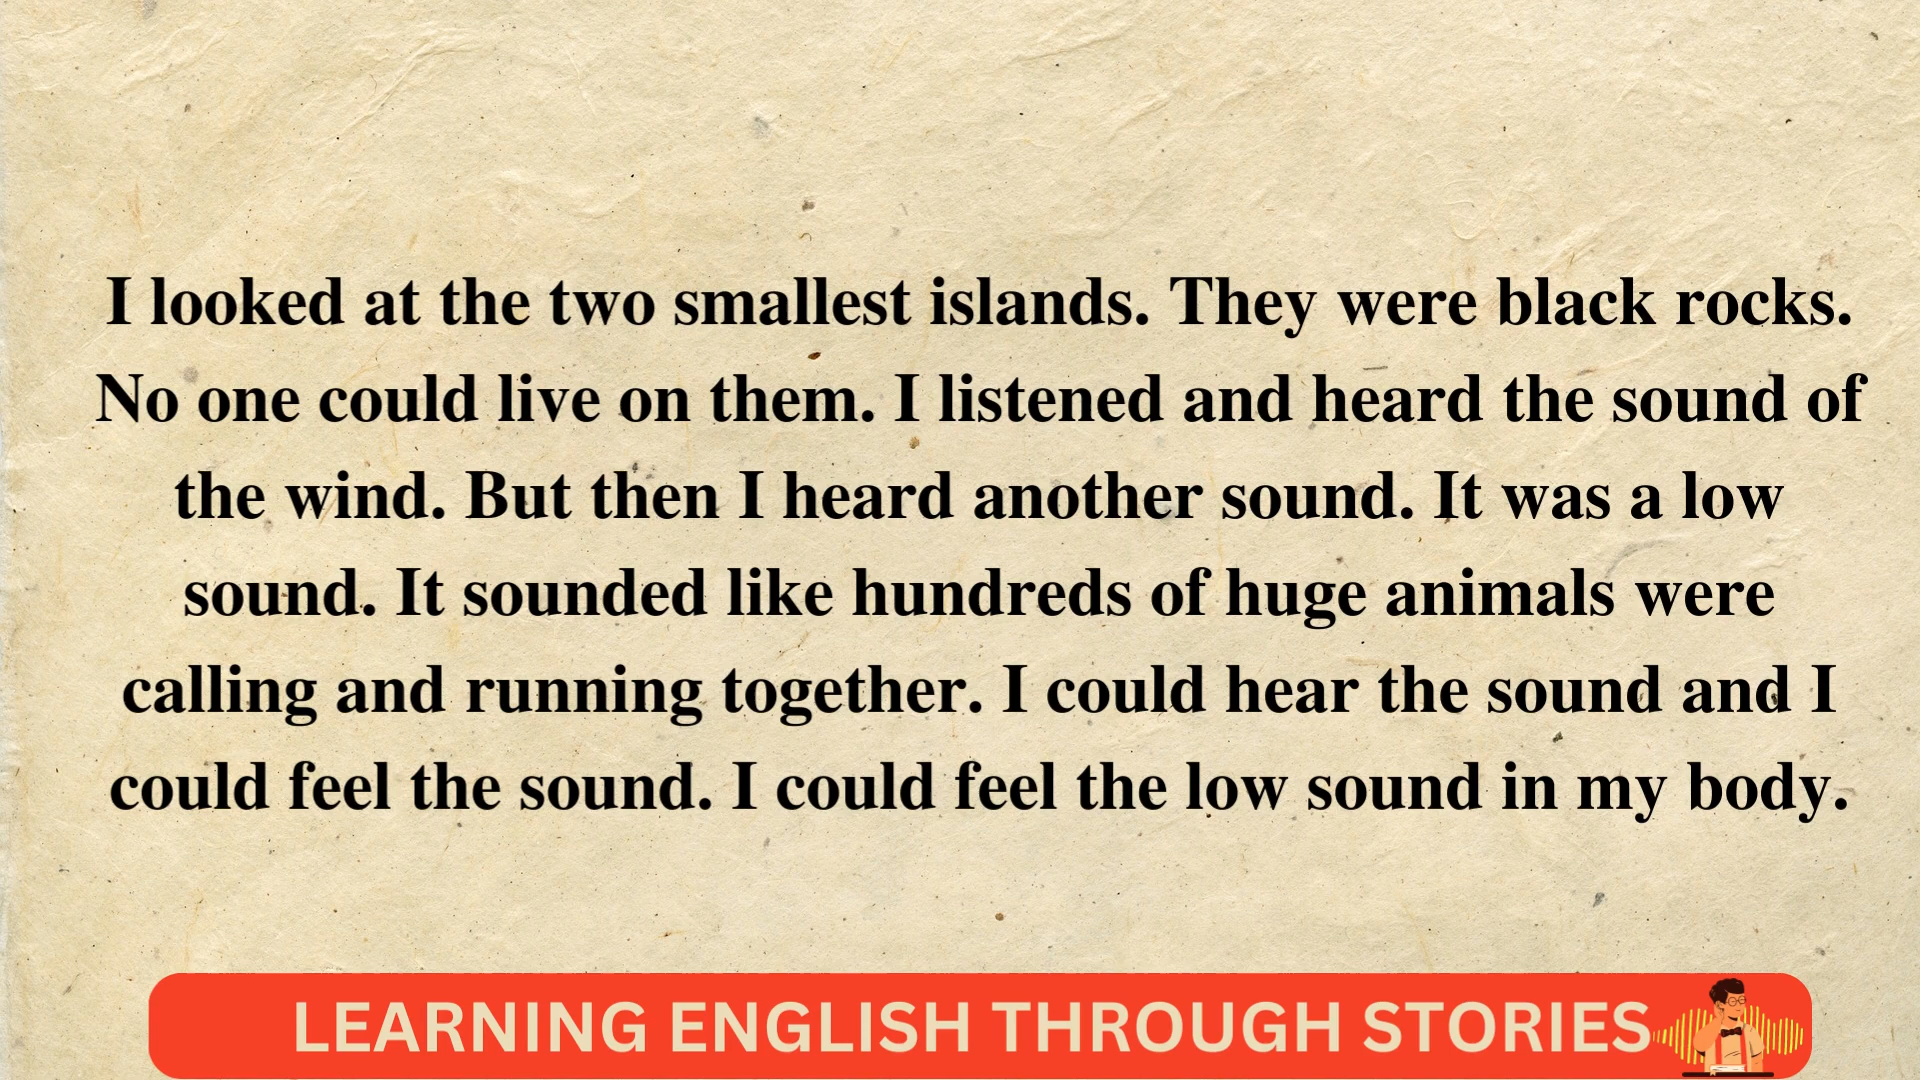 I looked at the two smallest islands. They were black rocks.
No one could live on them. I listened and heard the sound of
the wind. But then I heard another sound. It was a low
sound. It sounded like hundreds of huge animals were
calling and running together. I could hear the sound and I
could feel the sound. I could feel the low sound in my body.
LEARNING ENGLISH THROUGH STORIES